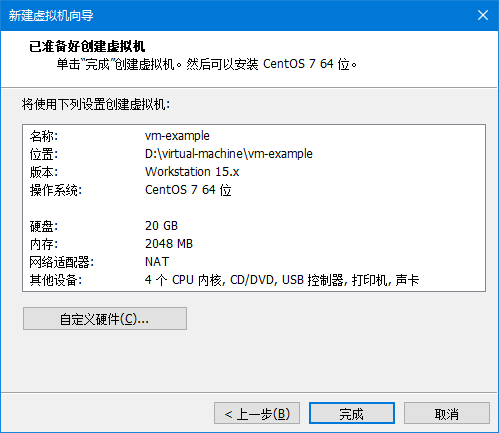 新建虚拟机向导
已准备好创建虚拟机
单击“完成”创建虚拟机。然后可以安装 CentOS 7 64 位。
将使用下列设置创建虚拟机:
名称: vm-example
位置: D:\virtual-machine\vm-example
版本: Workstation 15.x
操作系统: CentOS 7 64 位
硬盘: 20 GB
内存: 2048 MB
网络适配器: NAT
其他设备: 4 个 CPU 内核, CD/DVD, USB 控制器, 打印机, 声卡
自定义硬件(C)...
< 上一步(B) 完成 取消